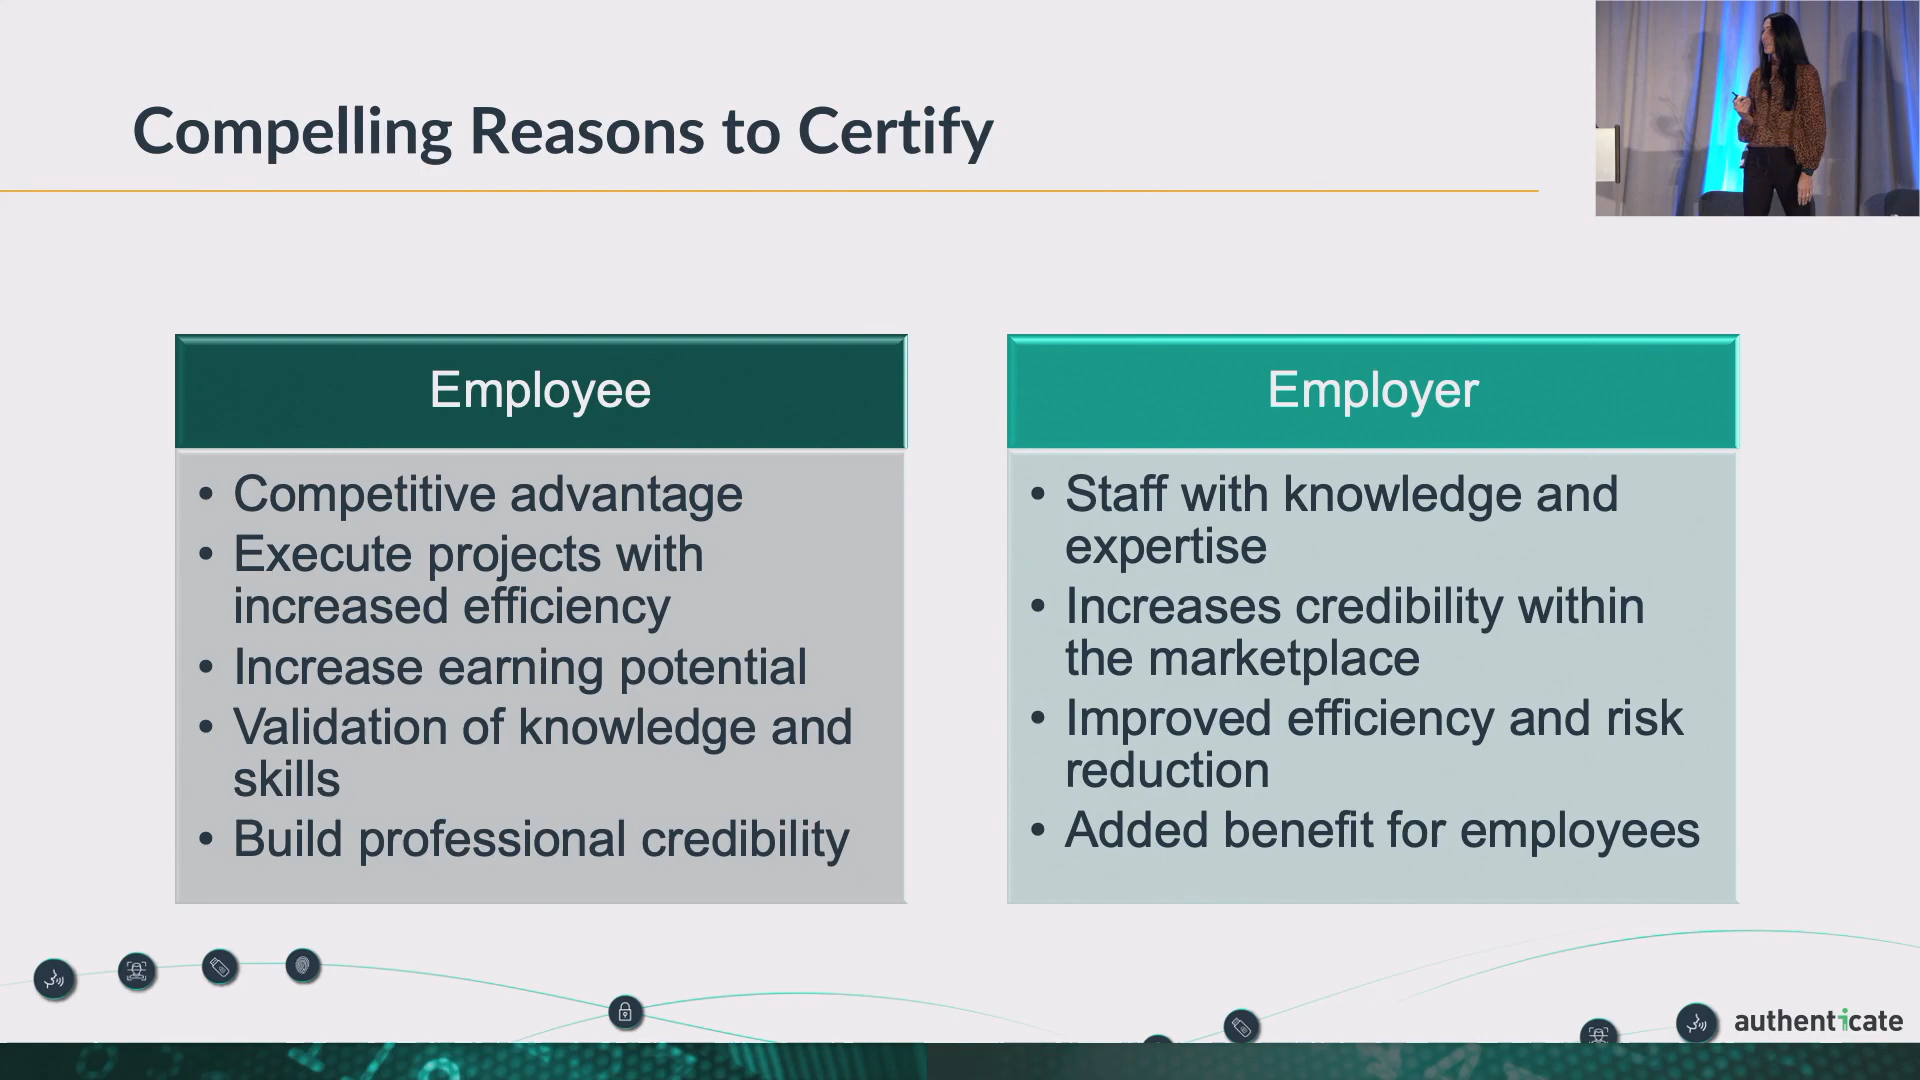 Compelling Reasons to Certify
Employee
• Competitive advantage
• Execute projects with
increased efficiency
• Increase earning potential
• Validation of knowledge and
skills
• Build professional credibility
Employer
• Staff with knowledge and
expertise
• Increases credibility within
the marketplace
• Improved efficiency and risk
reduction
• Added benefit for employees
authenticate